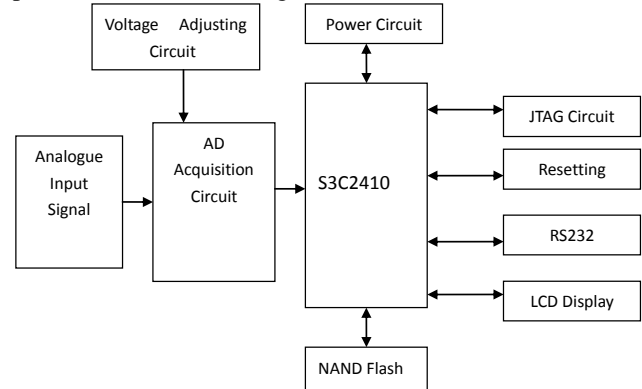 Voltage Adjusting
Circuit
Power Circuit
Analogue
Input
Signal
AD
Acquisition
Circuit
S3C2410
JTAG Circuit
Resetting
RS232
LCD Display
NAND Flash